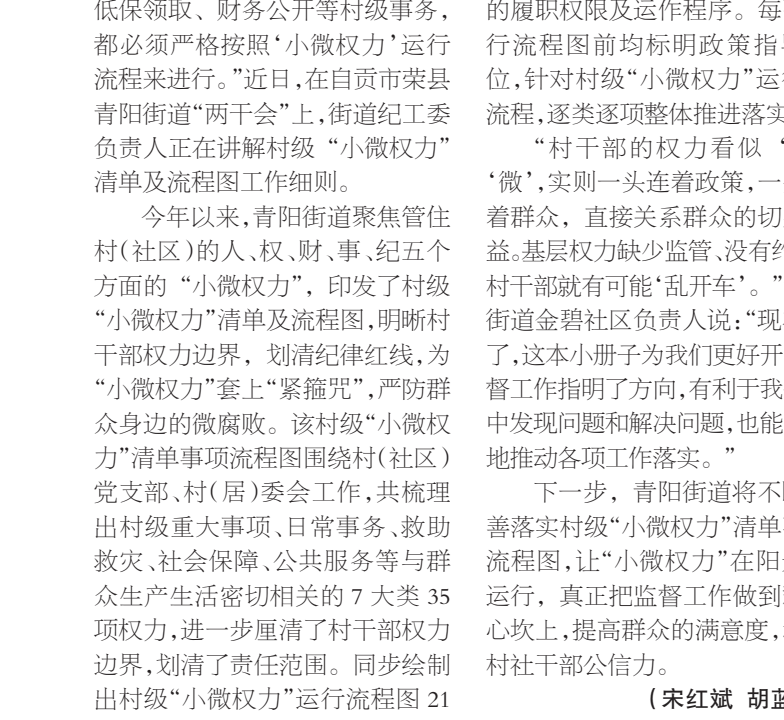 低保领取、财务公开等村级事务，
都必须严格按照‘小微权力’运行
流程来进行。”近日，在自贡市荣县
青阳街道“两干会”上，街道纪工委
负责人正在讲解村级“小微权力”
清单及流程图工作细则。
今年以来，青阳街道聚焦管住
村（社区）的人、权、财、事、纪五个
方面的“小微权力”，印发了村级
“小微权力”清单及流程图，明晰村
干部权力边界，划清纪律红线，为
“小微权力”套上“紧箍咒”，严防群
众身边的微腐败。该村级“小微权
力”清单事项流程图围绕村（社区）
党支部、村（居）委会工作，共梳理
出村级重大事项、日常事务、救助
救灾、社会保障、公共服务等与群
众生产生活密切相关的 7 大类 35
项权力，进一步厘清了村干部权力
边界，划清了责任范围。同步绘制
出村级“小微权力”运行流程图 21
的履职权限及运作程序。每
行流程图前均标明政策指
位，针对村级“小微权力”运
流程，逐类逐项整体推进落实
“村干部的权力看似‘
‘微’，实则一头连着政策，一
着群众，直接关系群众的切
益。基层权力缺少监管、没有
村干部就有可能‘乱开车’。”
街道金碧社区负责人说：“现
了，这本小册子为我们更好开
督工作指明了方向，有利于我
中发现问题和解决问题，也能
地推动各项工作落实。”
下一步，青阳街道将不
善落实村级“小微权力”清单
流程图，让“小微权力”在阳
运行，真正把监督工作做到
心坎上，提高群众的满意度，
村社干部公信力。
（宋红斌 胡